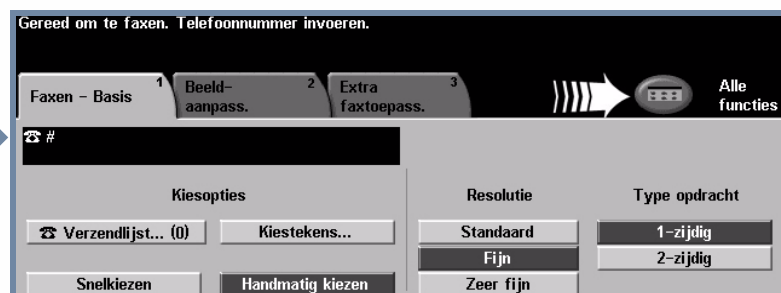 Gereed om te faxen. Telefoonnummer invoeren.
Faxen - Basis 1
Beeld- 2
aanpass.
Extra 3
faxtoepass.
Alle
functies
☎ #
Kiesopties
☎ Verzendlijst... (0) Kiestekens...
Snelkiezen Handmatig kiezen
Resolutie
Standaard
Fijn
Zeer fijn
Type opdracht
1-zijdig
2-zijdig